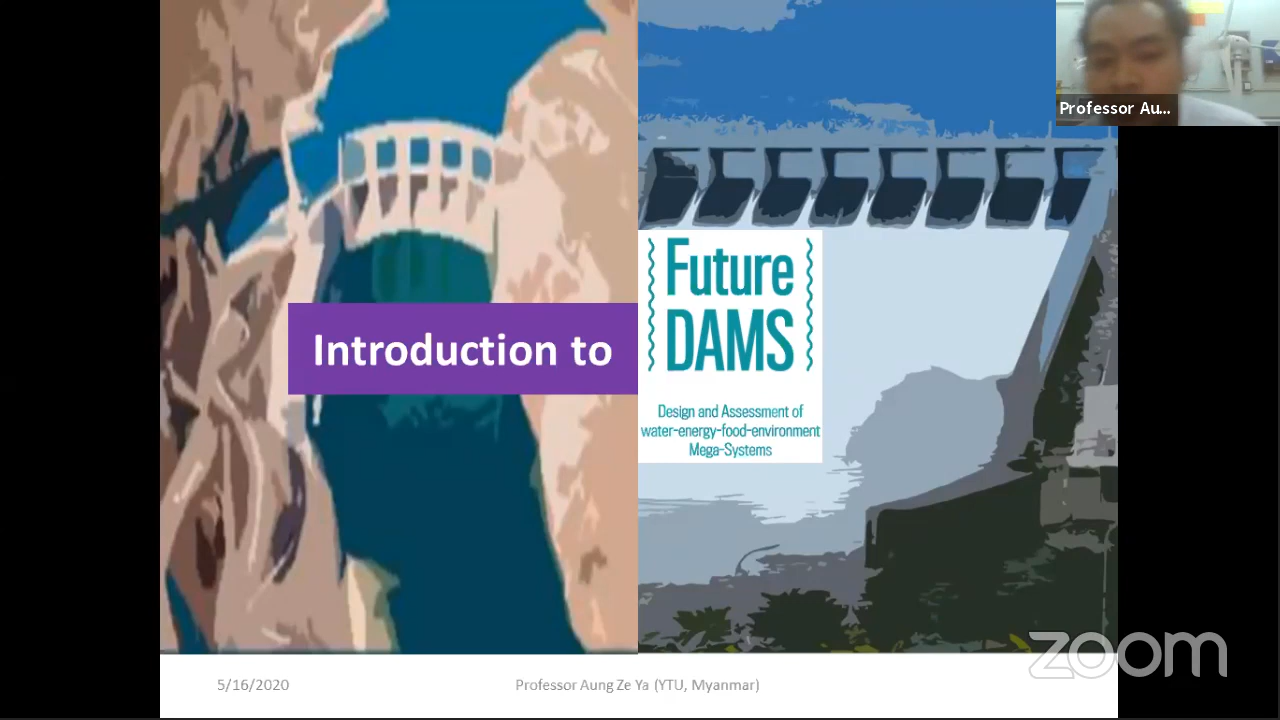 Professor Au...
Introduction to
Future
DAMS
Design and Assessment of
water-energy-food-environment
Mega-Systems
zoom
5/16/2020
Professor Aung Ze Ya (YTU, Myanmar)